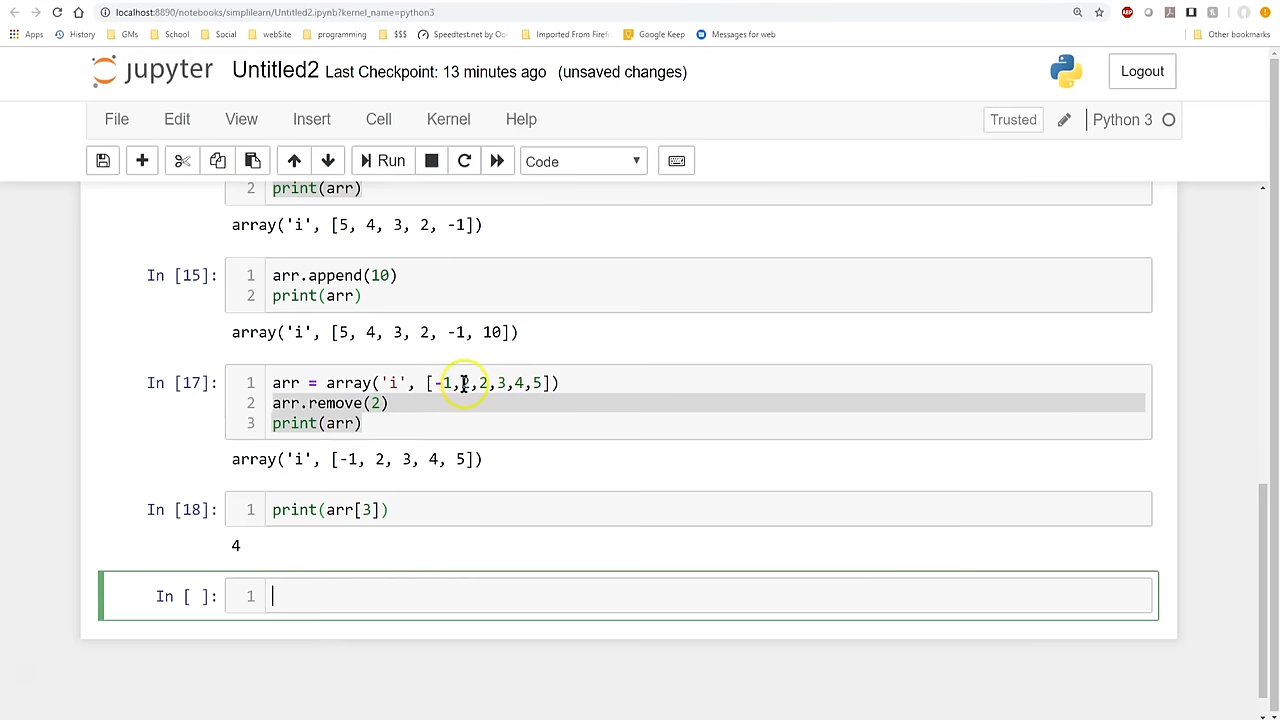 localhost:8890/notebooks/simplilearn/Untitled2.ipynb?kernel_name=python3
Apps History GMs School Social webSite programming $$$ Speedtest.net by Oo Imported From Firef Google Keep Messages for web Other bookmarks
jupyter Untitled2 Last Checkpoint: 13 minutes ago (unsaved changes) Logout
File Edit View Insert Cell Kernel Help Trusted Python 3
Run Code
2 print(arr)
array('i', [5, 4, 3, 2, -1])
In [15]: 1 arr.append(10)
2 print(arr)
array('i', [5, 4, 3, 2, -1, 10])
In [17]: 1 arr = array('i', [-1,2,2,3,4,5])
2 arr.remove(2)
3 print(arr)
array('i', [-1, 2, 3, 4, 5])
In [18]: 1 print(arr[3])
4
In [ ]: 1